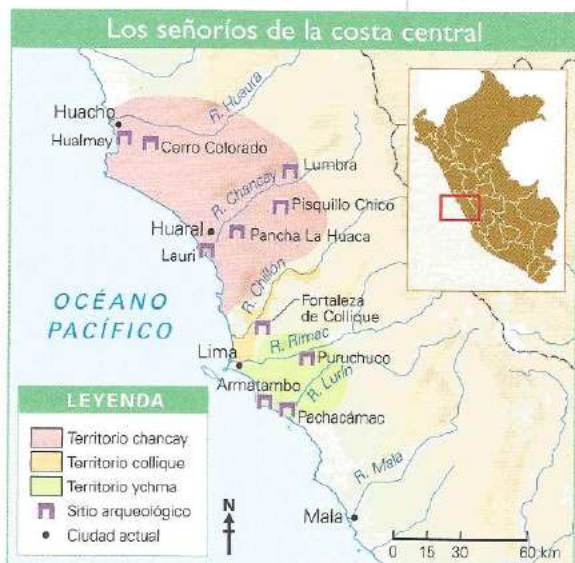 Los señoríos de la costa central
Huacho
R. Huaura
Hualmay
Cerro Colorado
Lumbra
R. Chancay
Pisquillo Chico
Huaral
Pancha La Huaca
Lauri
R. Chillón
OCÉANO
PACÍFICO
Fortaleza
de Collique
R. Rímac
Lima
Puruchuco
R. Lurín
Armatambo
Pachacámac
R. Mala
Mala
LEYENDA
Territorio chancay
Territorio collique
Territorio ychma
Sitio arqueológico
Ciudad actual
N
0 15 30 60 km